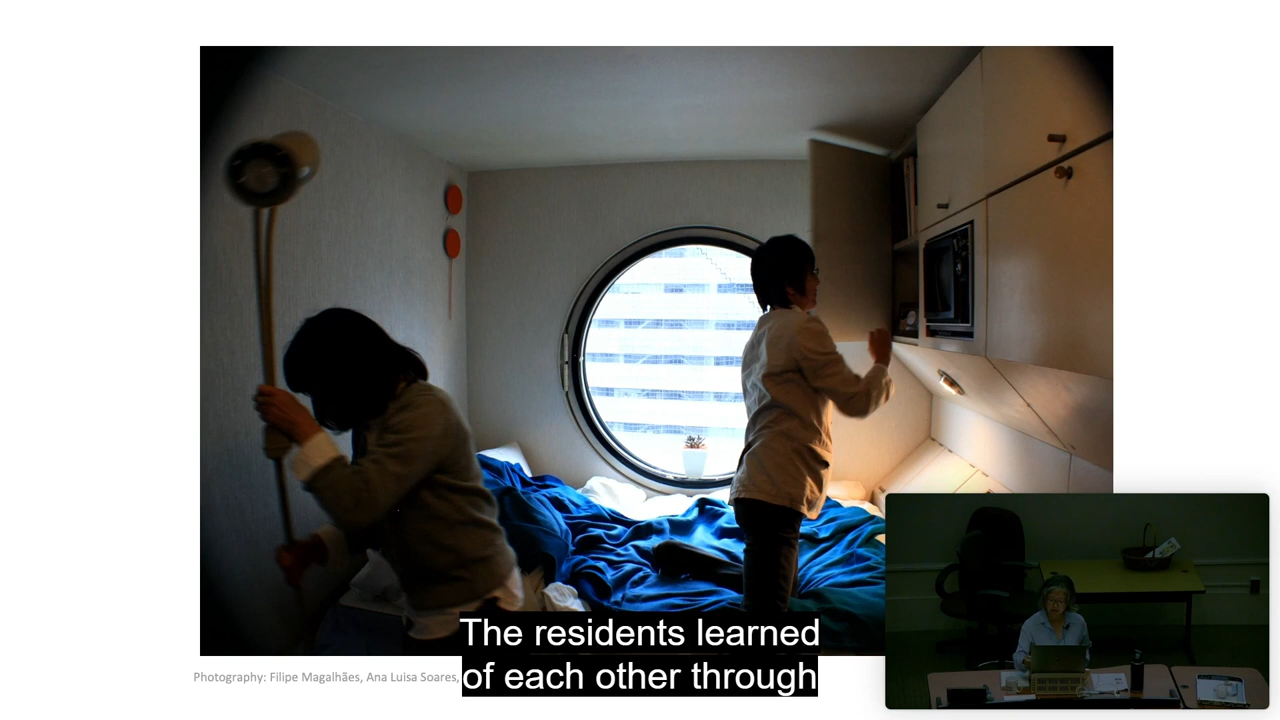 The residents learned
Photography: Filipe Magalhães, Ana Luisa Soares,
of each other through